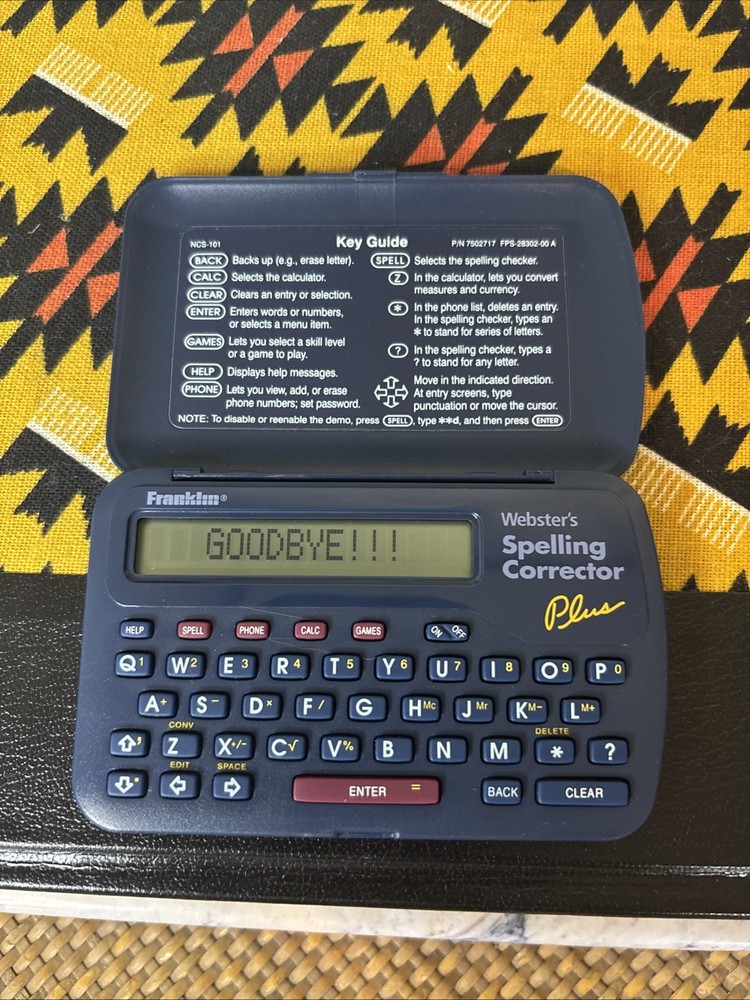 NCS-101 Key Guide P/N 7502717 FPS-28302-00 A
BACK Backs up (e.g., erase letter).
CALC Selects the calculator.
CLEAR Clears an entry or selection.
ENTER Enters words or numbers,
or selects a menu item.
GAMES Lets you select a skill level
or a game to play.
HELP Displays help messages.
PHONE Lets you view, add, or erase
phone numbers; set password.
SPELL Selects the spelling checker.
Z In the calculator, lets you convert
measures and currency.
* In the phone list, deletes an entry.
In the spelling checker, types an
* to stand for series of letters.
? In the spelling checker, types a
? to stand for any letter.
Move in the indicated direction.
At entry screens, type
punctuation or move the cursor.
NOTE: To disable or reenable the demo, press SPELL, type **d, and then press ENTER
Franklin®
GOODBYE!!!
Webster's
Spelling
Corrector
Plus
HELP SPELL PHONE CALC GAMES ON OFF
Q1 W2 E3 R4 T5 Y6 U7 I8 O9 P0
A+ S− D× F/ G HMc JMr KM− LM+
CONV DELETE
' Z X+/− C√ V% B N M * ?
EDIT SPACE
. ENTER = BACK CLEAR